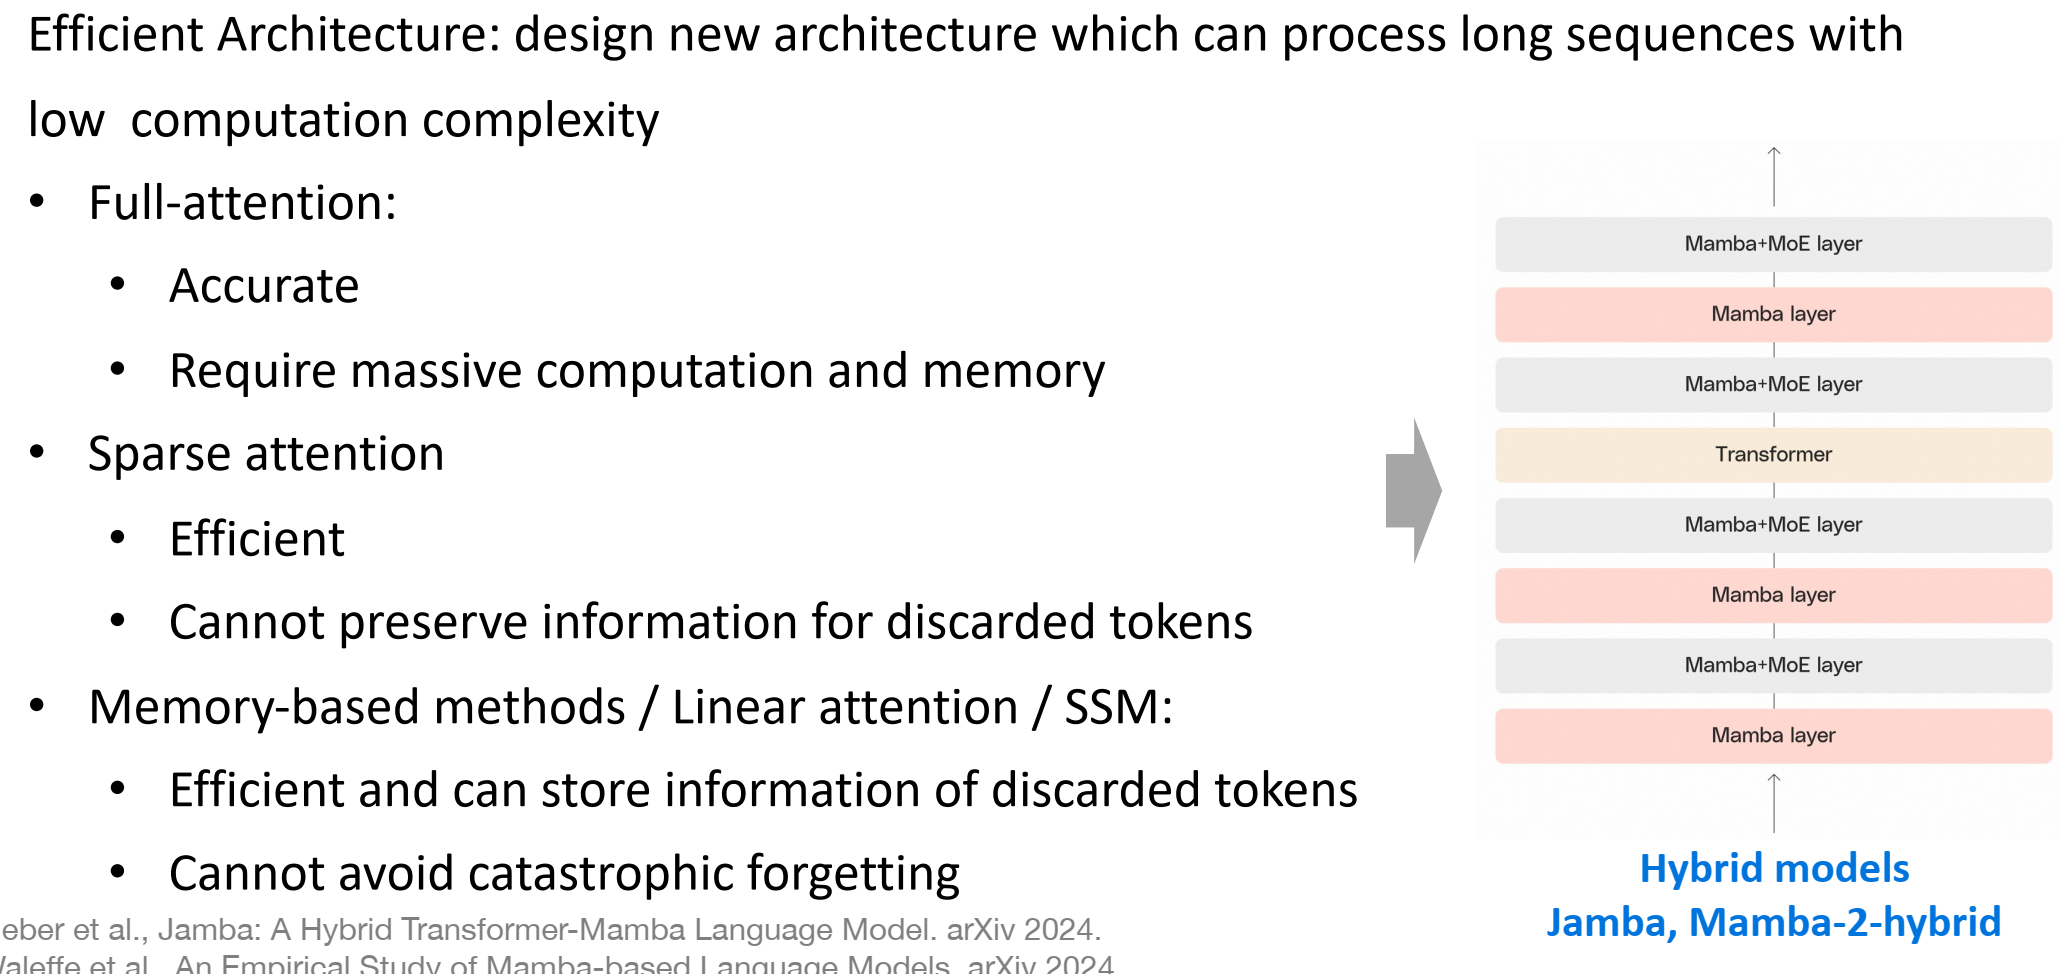 Efficient Architecture: design new architecture which can process long sequences with
low computation complexity
• Full-attention:
• Accurate
• Require massive computation and memory
• Sparse attention
• Efficient
• Cannot preserve information for discarded tokens
• Memory-based methods / Linear attention / SSM:
• Efficient and can store information of discarded tokens
• Cannot avoid catastrophic forgetting
eber et al., Jamba: A Hybrid Transformer-Mamba Language Model. arXiv 2024.
aleffe et al., An Empirical Study of Mamba-based Language Models. arXiv 2024
Mamba+MoE layer
Mamba layer
Mamba+MoE layer
Transformer
Mamba+MoE layer
Mamba layer
Mamba+MoE layer
Mamba layer
Hybrid models
Jamba, Mamba-2-hybrid